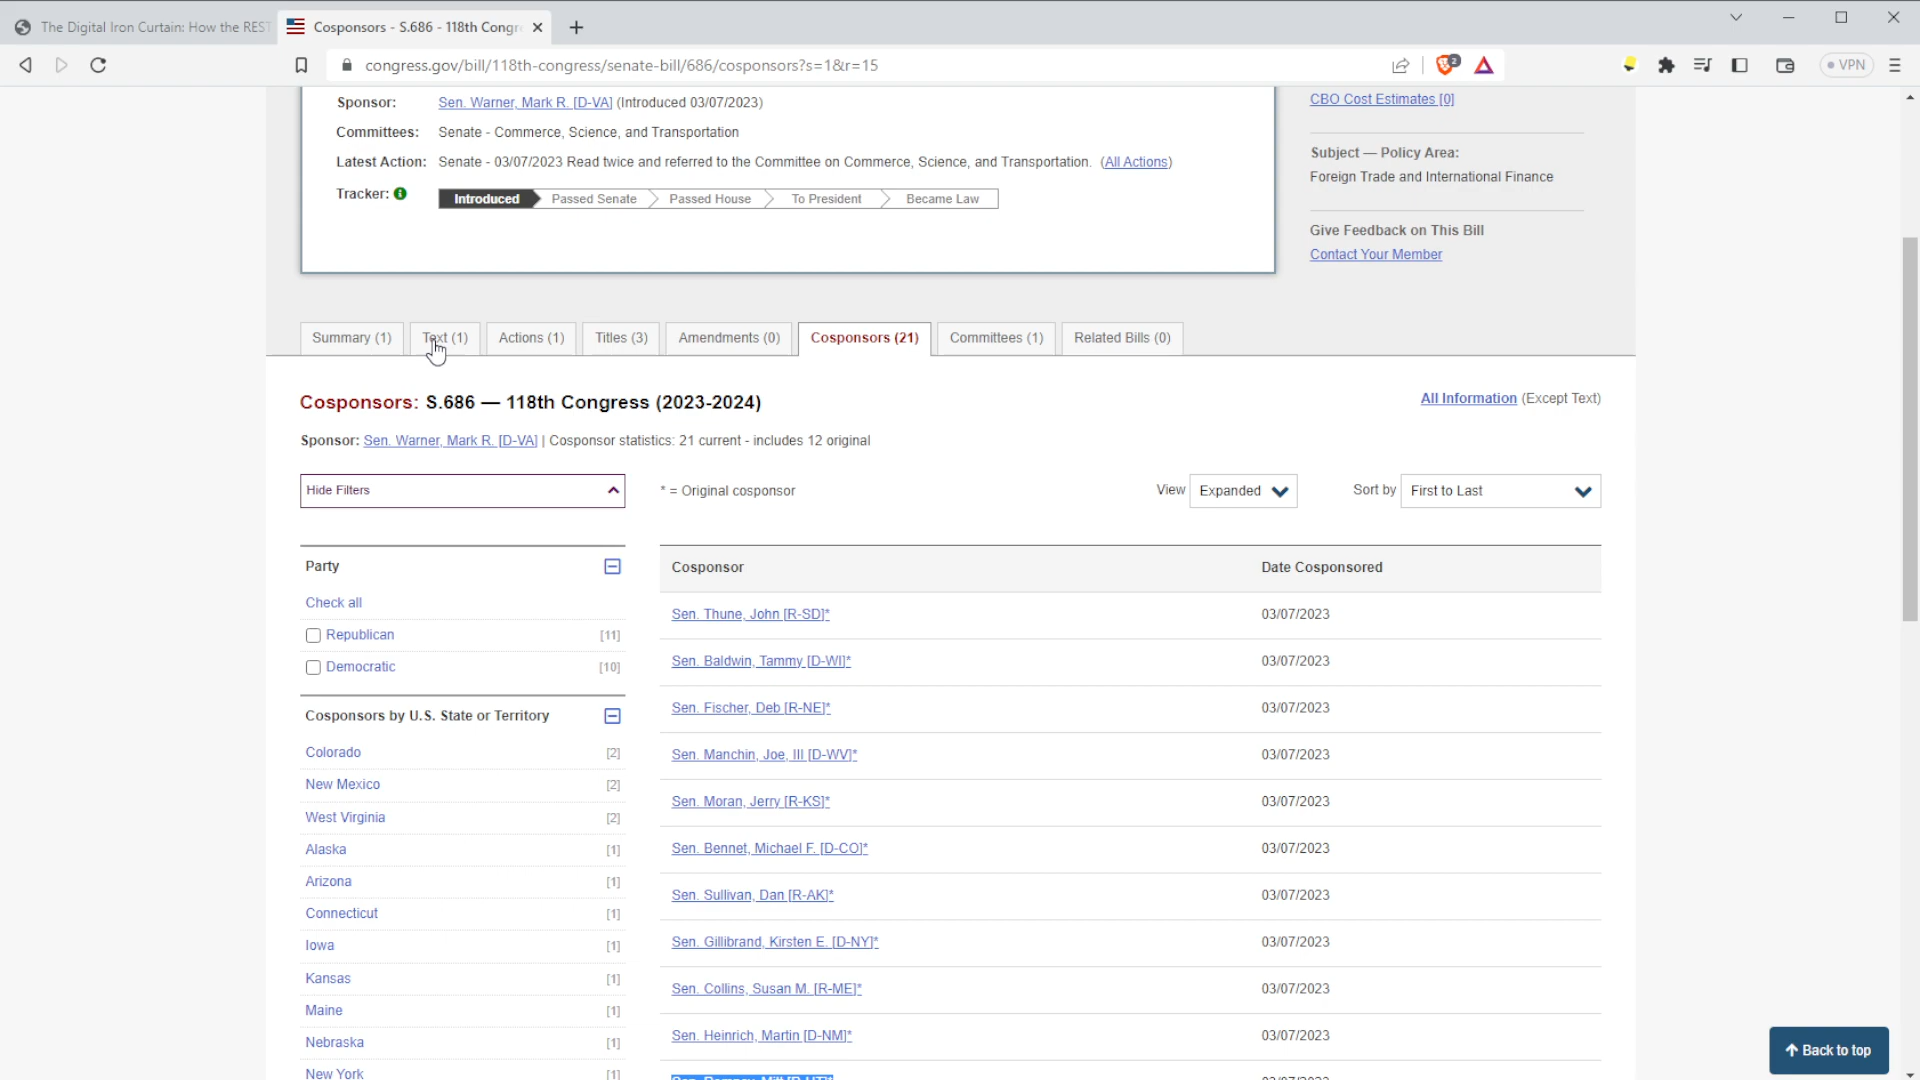 The Digital Iron Curtain: How the REST
Cosponsors - S.686 - 118th Congr
congress.gov/bill/118th-congress/senate-bill/686/cosponsors?s=1&r=15
2
VPN
Sponsor: Sen. Warner, Mark R. [D-VA] (Introduced 03/07/2023)
Committees: Senate - Commerce, Science, and Transportation
Latest Action: Senate - 03/07/2023 Read twice and referred to the Committee on Commerce, Science, and Transportation. (All Actions)
Tracker: Introduced Passed Senate Passed House To President Became Law
CBO Cost Estimates [0]
Subject — Policy Area:
Foreign Trade and International Finance
Give Feedback on This Bill
Contact Your Member
Summary (1) Text (1) Actions (1) Titles (3) Amendments (0) Cosponsors (21) Committees (1) Related Bills (0)
Cosponsors: S.686 — 118th Congress (2023-2024)
All Information (Except Text)
Sponsor: Sen. Warner, Mark R. [D-VA] | Cosponsor statistics: 21 current - includes 12 original
Hide Filters
* = Original cosponsor
View Expanded
Sort by First to Last
Party
Check all
Republican [11]
Democratic [10]
Cosponsors by U.S. State or Territory
Colorado [2]
New Mexico [2]
West Virginia [2]
Alaska [1]
Arizona [1]
Connecticut [1]
Iowa [1]
Kansas [1]
Maine [1]
Nebraska [1]
New York [1]
Cosponsor Date Cosponsored
Sen. Thune, John [R-SD]* 03/07/2023
Sen. Baldwin, Tammy [D-WI]* 03/07/2023
Sen. Fischer, Deb [R-NE]* 03/07/2023
Sen. Manchin, Joe, III [D-WV]* 03/07/2023
Sen. Moran, Jerry [R-KS]* 03/07/2023
Sen. Bennet, Michael F. [D-CO]* 03/07/2023
Sen. Sullivan, Dan [R-AK]* 03/07/2023
Sen. Gillibrand, Kirsten E. [D-NY]* 03/07/2023
Sen. Collins, Susan M. [R-ME]* 03/07/2023
Sen. Heinrich, Martin [D-NM]* 03/07/2023
Sen. Romney, Mitt [R-UT]* 03/07/2023
Back to top